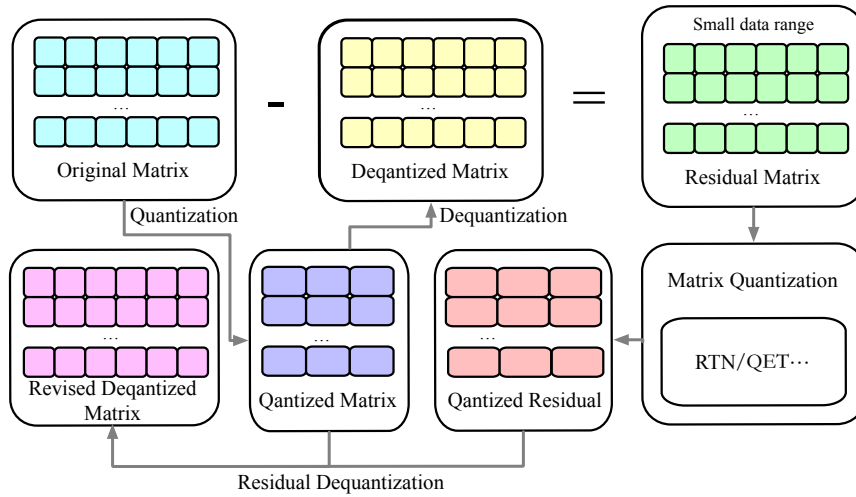 Small data range
...
...
...
-
=
Original Matrix
Deqantized Matrix
Residual Matrix
Quantization
Dequantization
Matrix Quantization
...
...
...
RTN/QET...
Revised Deqantized
Matrix
Qantized Matrix
Qantized Residual
Residual Dequantization